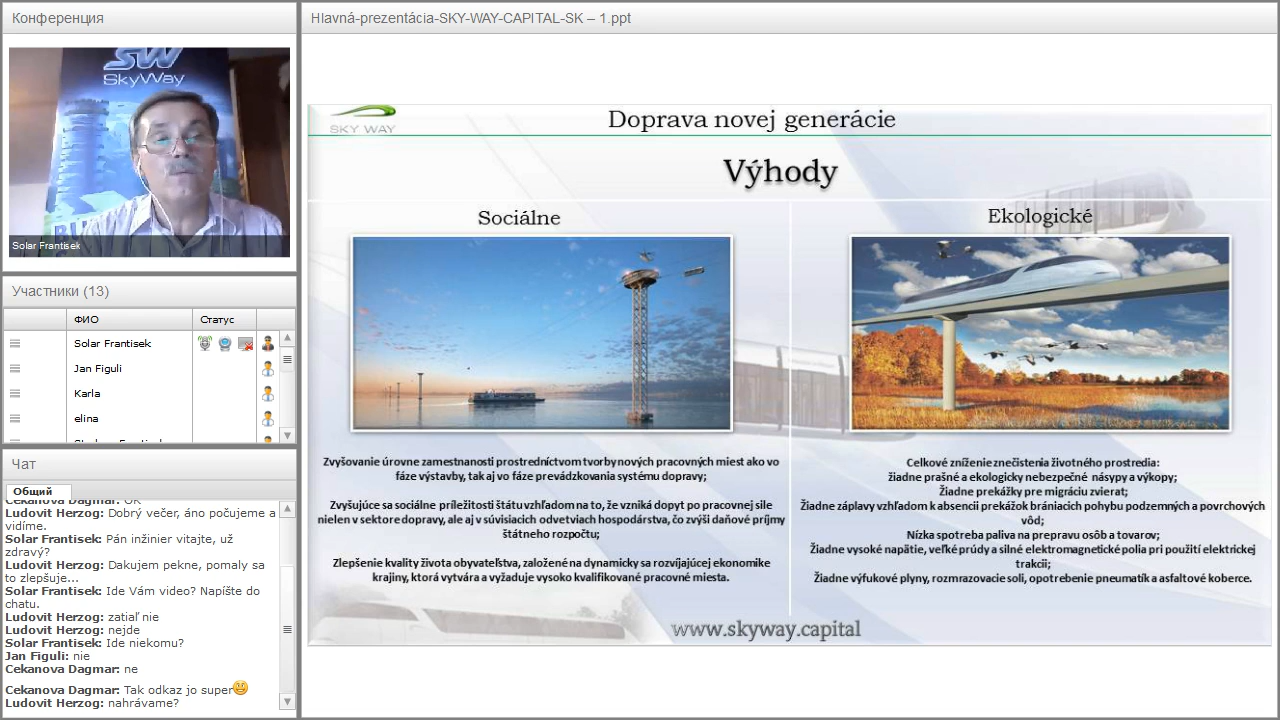 Конференция
SW
SkyWay
Solar Frantisek
Участники (13)
ФИО
Статус
Solar Frantisek
Jan Figuli
Karla
elina
Чат
Общий
Cekanova Dagmar: OK
Ludovit Herzog: Dobrý večer, áno počujeme a
vidíme.
Solar Frantisek: Pán inžinier vitajte, už
zdravý?
Ludovit Herzog: Dakujem pekne, pomaly sa
to zlepšuje...
Solar Frantisek: Ide Vám video? Napíšte do
chatu.
Ludovit Herzog: zatiaľ nie
Ludovit Herzog: nejde
Solar Frantisek: Ide niekomu?
Jan Figuli: nie
Cekanova Dagmar: ne
Cekanova Dagmar: Tak odkaz jo super
Ludovit Herzog: nahrávame?
Hlavná-prezentácia-SKY-WAY-CAPITAL-SK – 1.ppt
SKY WAY
Doprava novej generácie
Výhody
Sociálne
Zvyšovanie úrovne zamestnanosti prostredníctvom tvorby nových pracovných miest ako vo
fáze výstavby, tak aj vo fáze prevádzkovania systému dopravy;
Zvyšujúce sa sociálne príležitosti štátu vzhľadom na to, že vzniká dopyt po pracovnej sile
nielen v sektore dopravy, ale aj v súvisiacich odvetviach hospodárstva, čo zvýši daňové príjmy
štátneho rozpočtu;
Zlepšenie kvality života obyvateľstva, založené na dynamicky sa rozvíjajúcej ekonomike
krajiny, ktorá vytvára a vyžaduje vysoko kvalifikované pracovné miesta.
Ekologické
Celkové zníženie znečistenia životného prostredia:
žiadne prašné a ekologicky nebezpečné násypy a výkopy;
Žiadne prekážky pre migráciu zvierat;
Žiadne záplavy vzhľadom k absencii prekážok brániacich pohybu podzemných a povrchových
vôd;
Nízka spotreba paliva na prepravu osôb a tovarov;
Žiadne vysoké napätie, veľké prúdy a silné elektromagnetické polia pri použití elektrickej
trakcii;
Žiadne výfukové plyny, rozmrazovacie soli, opotrebenie pneumatík a asfaltové koberce.
www.skyway.capital